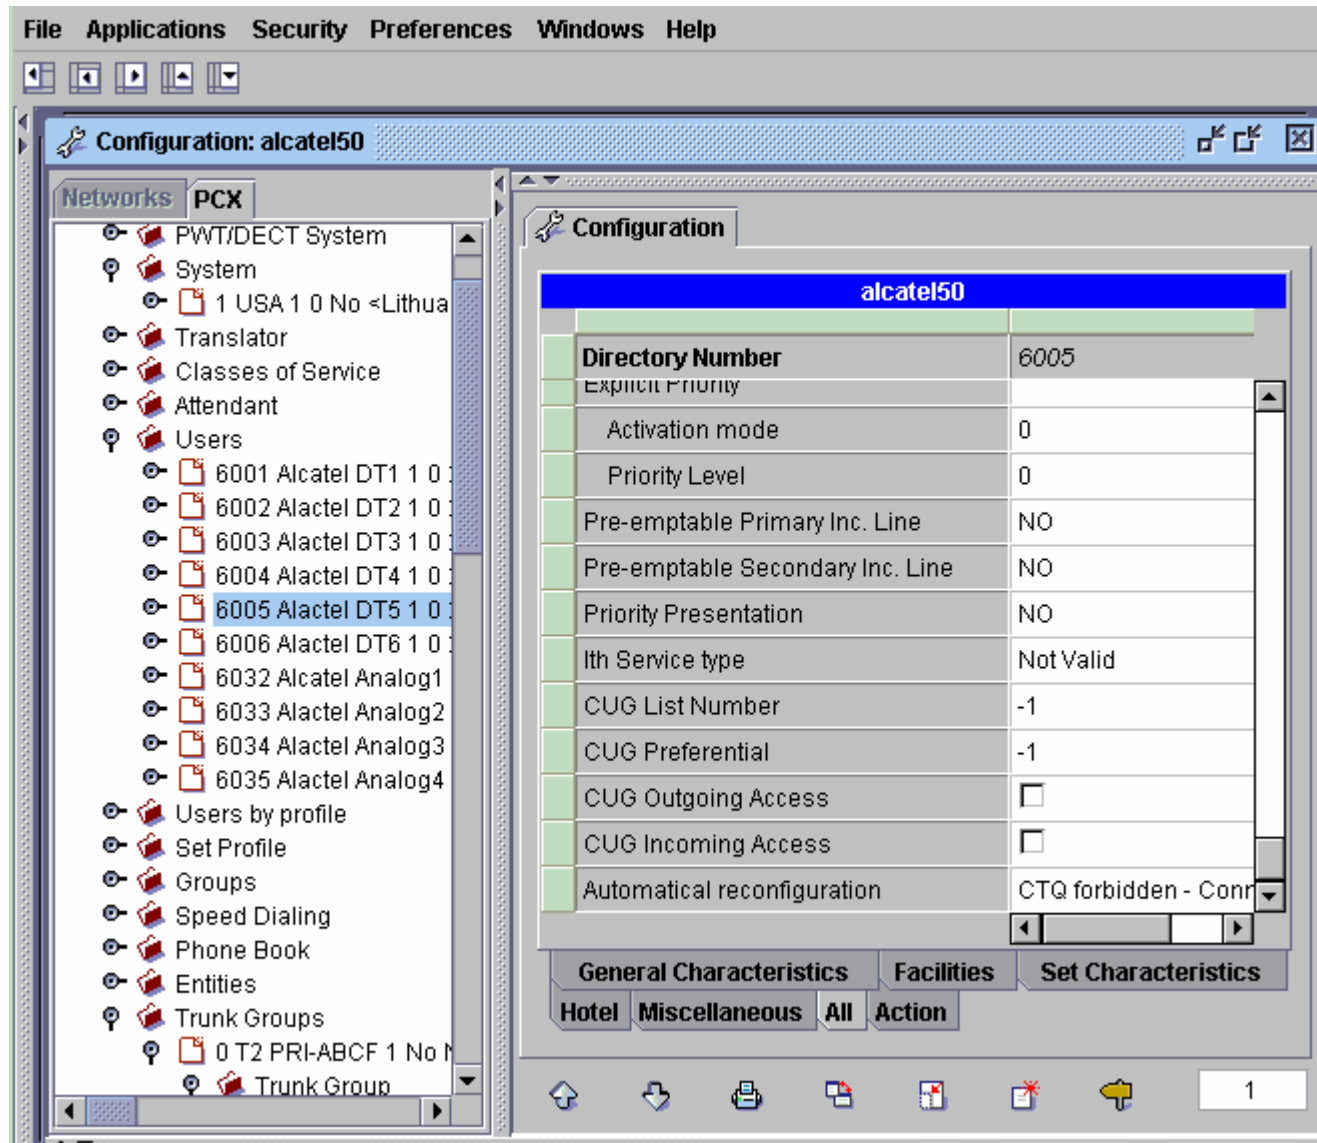 File Applications Security Preferences Windows Help
Configuration: alcatel50
Networks PCX
PWT/DECT System
System
1 USA 1 0 No <Lithua
Translator
Classes of Service
Attendant
Users
6001 Alcatel DT1 1 0
6002 Alactel DT2 1 0
6003 Alactel DT3 1 0
6004 Alactel DT4 1 0
6005 Alactel DT5 1 0
6006 Alactel DT6 1 0
6032 Alcatel Analog1
6033 Alactel Analog2
6034 Alactel Analog3
6035 Alactel Analog4
Users by profile
Set Profile
Groups
Speed Dialing
Phone Book
Entities
Trunk Groups
0 T2 PRI-ABCF 1 No
Trunk Group
Configuration
alcatel50
Directory Number 6005
Explicit Priority
Activation mode 0
Priority Level 0
Pre-emptable Primary Inc. Line NO
Pre-emptable Secondary Inc. Line NO
Priority Presentation NO
Ith Service type Not Valid
CUG List Number -1
CUG Preferential -1
CUG Outgoing Access
CUG Incoming Access
Automatical reconfiguration CTQ forbidden - Conr
General Characteristics Facilities Set Characteristics
Hotel Miscellaneous All Action
1